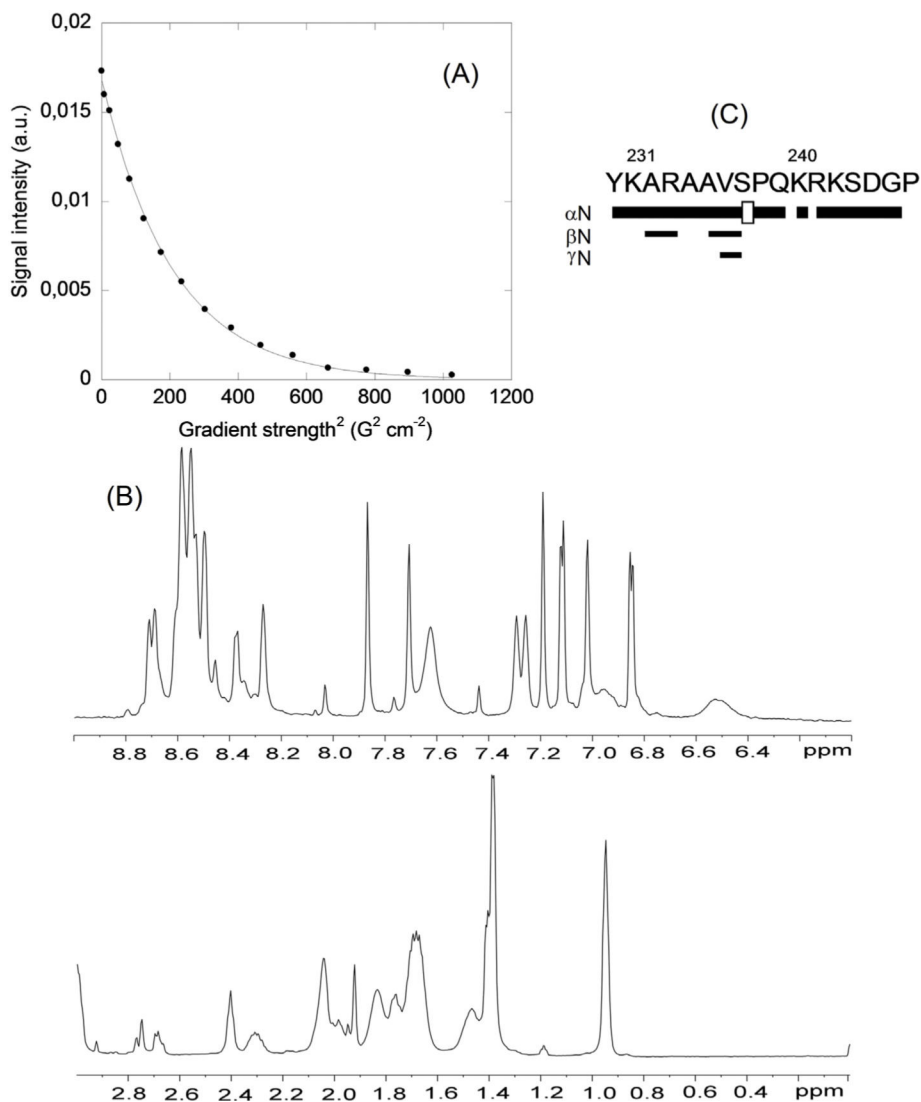 (A)
0,02
0,015
0,01
0,005
0
Signal intensity (a.u.)
0 200 400 600 800 1000 1200
Gradient strength² (G² cm⁻²)
(C)
231 240
YKARAAVSPQKRKSDGP
αN
βN
γN
(B)
8.8 8.6 8.4 8.2 8.0 7.8 7.6 7.4 7.2 7.0 6.8 6.6 6.4 ppm
2.8 2.6 2.4 2.2 2.0 1.8 1.6 1.4 1.2 1.0 0.8 0.6 0.4 ppm